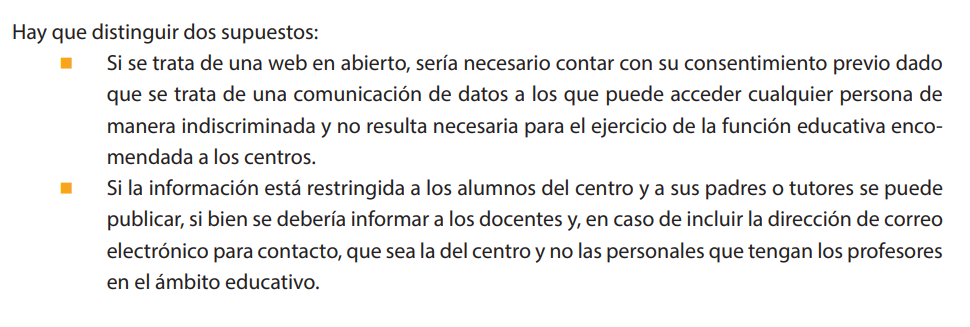 Hay que distinguir dos supuestos:
■ Si se trata de una web en abierto, sería necesario contar con su consentimiento previo dado
que se trata de una comunicación de datos a los que puede acceder cualquier persona de
manera indiscriminada y no resulta necesaria para el ejercicio de la función educativa enco-
mendada a los centros.
■ Si la información está restringida a los alumnos del centro y a sus padres o tutores se puede
publicar, si bien se debería informar a los docentes y, en caso de incluir la dirección de correo
electrónico para contacto, que sea la del centro y no las personales que tengan los profesores
en el ámbito educativo.